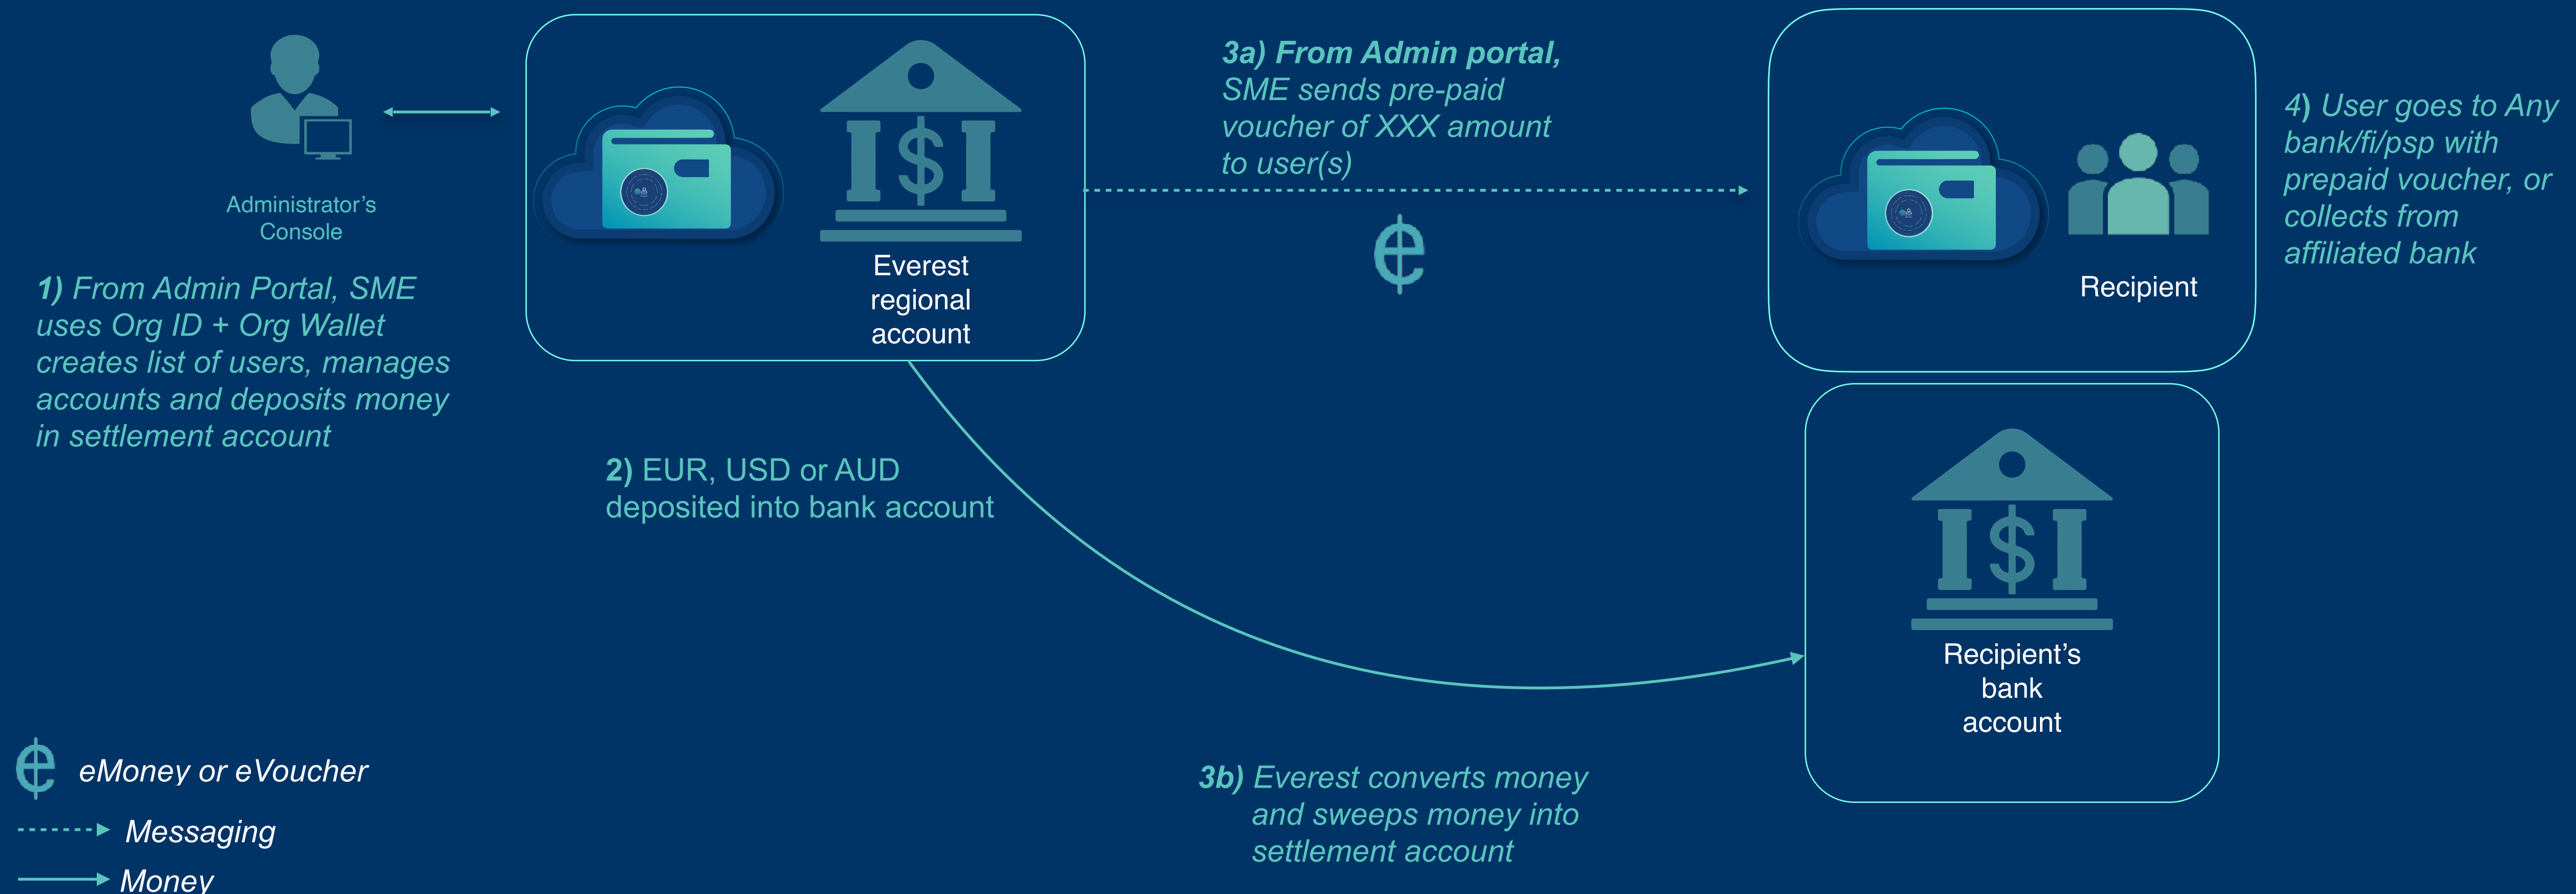 Administrator’s
Console
1) From Admin Portal, SME
uses Org ID + Org Wallet
creates list of users, manages
accounts and deposits money
in settlement account
Everest
regional
account
2) EUR, USD or AUD
deposited into bank account
3a) From Admin portal,
SME sends pre-paid
voucher of XXX amount
to user(s)
Recipient
4) User goes to Any
bank/fi/psp with
prepaid voucher, or
collects from
affiliated bank
Recipient’s
bank
account
3b) Everest converts money
and sweeps money into
settlement account
eMoney or eVoucher
Messaging
Money